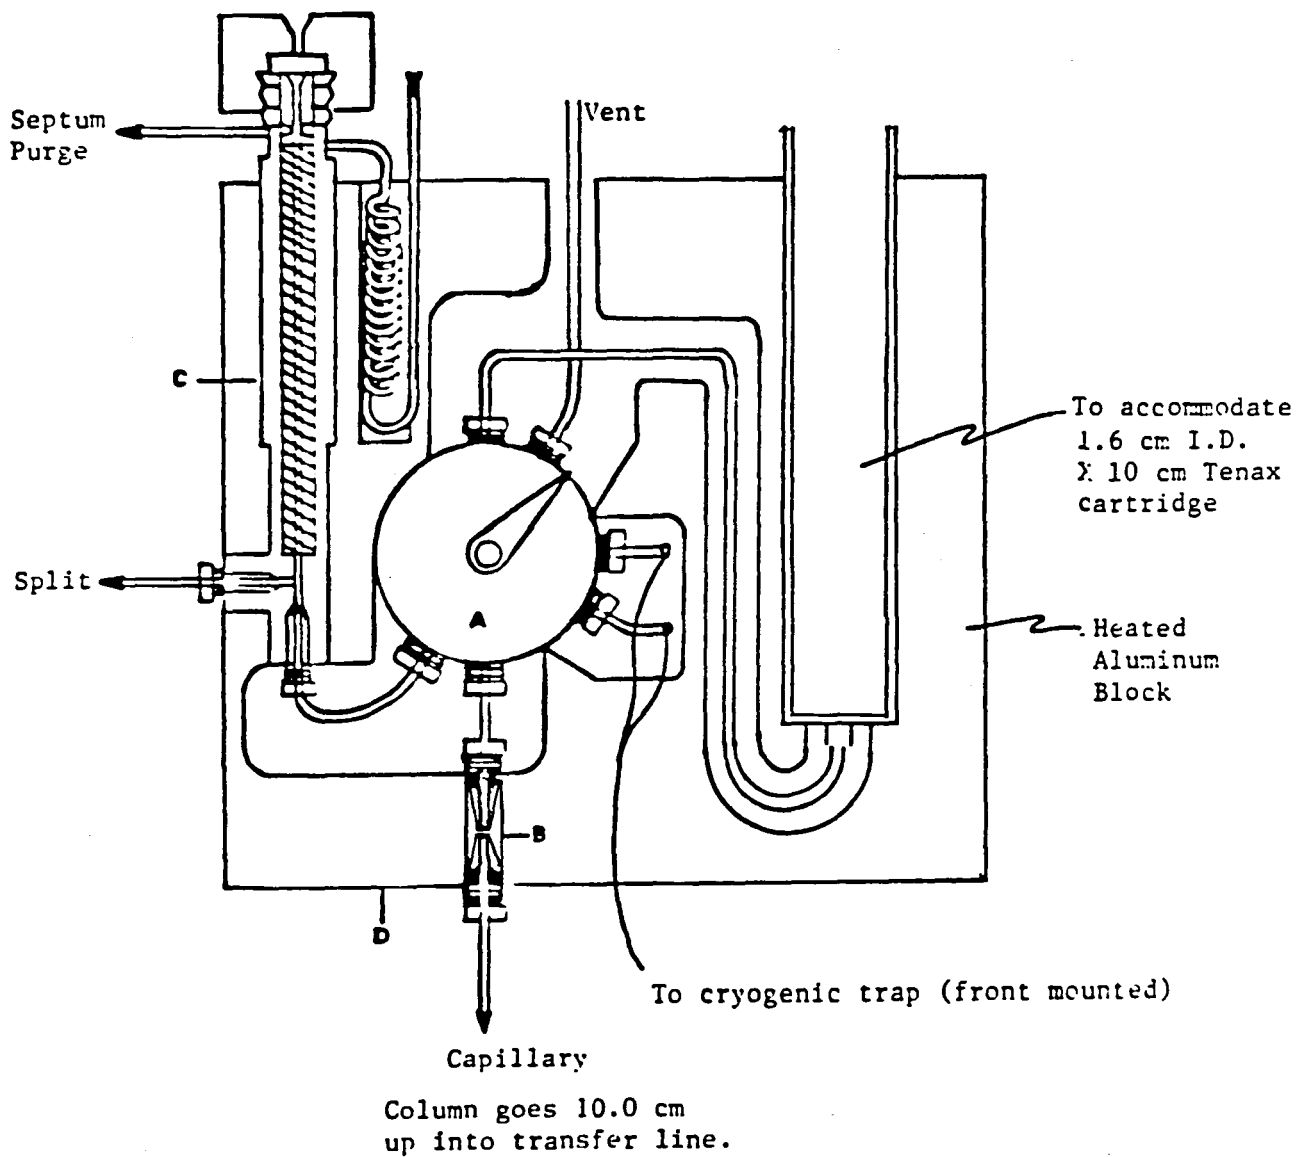 Septum
Purge
Vent
C
To accommodate
1.6 cm I.D.
X 10 cm Tenax
cartridge
Split
A
Heated
Aluminum
Block
B
D
To cryogenic trap (front mounted)
Capillary
Column goes 10.0 cm
up into transfer line.